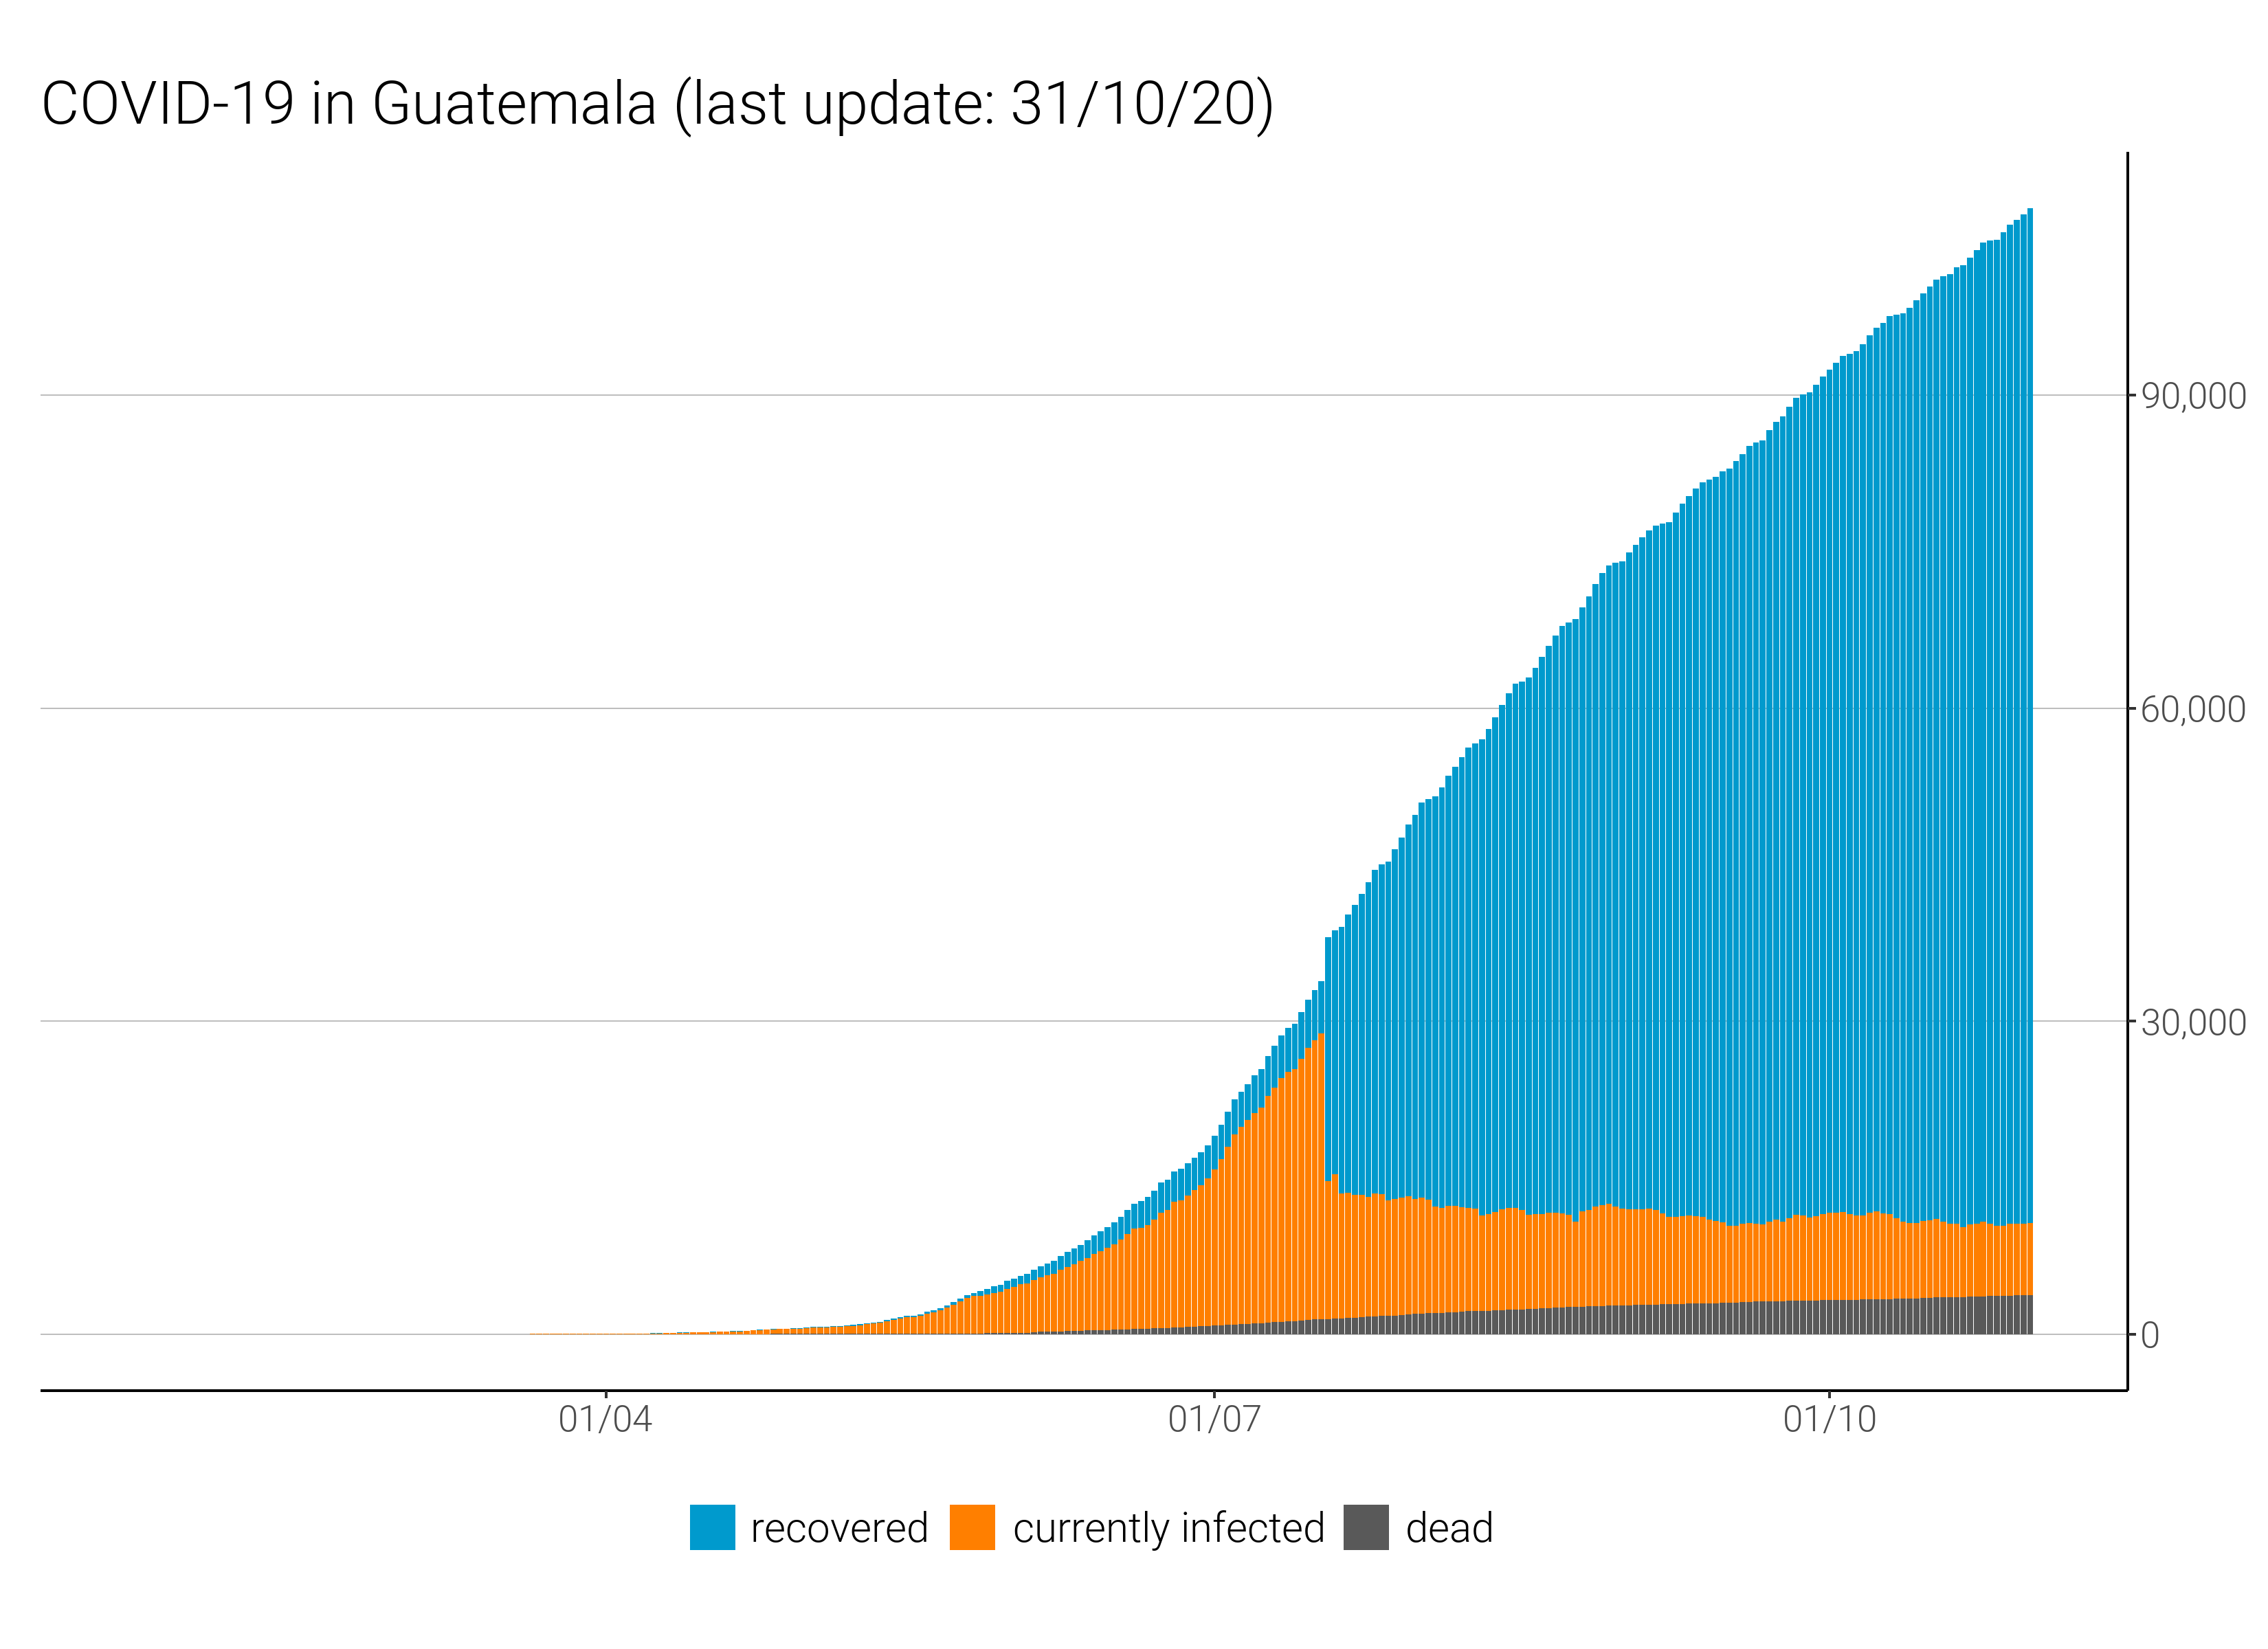 COVID-19 in Guatemala (last update: 31/10/20)
90,000
60,000
30,000
0
01/04 01/07 01/10
recovered currently infected dead